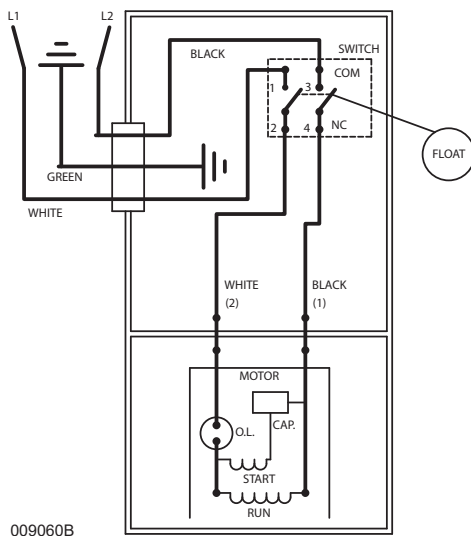 L1
L2
BLACK
SWITCH
COM
1
3
2
4
NC
FLOAT
GREEN
WHITE
WHITE
(2)
BLACK
(1)
MOTOR
O.L.
CAP.
START
RUN
009060B